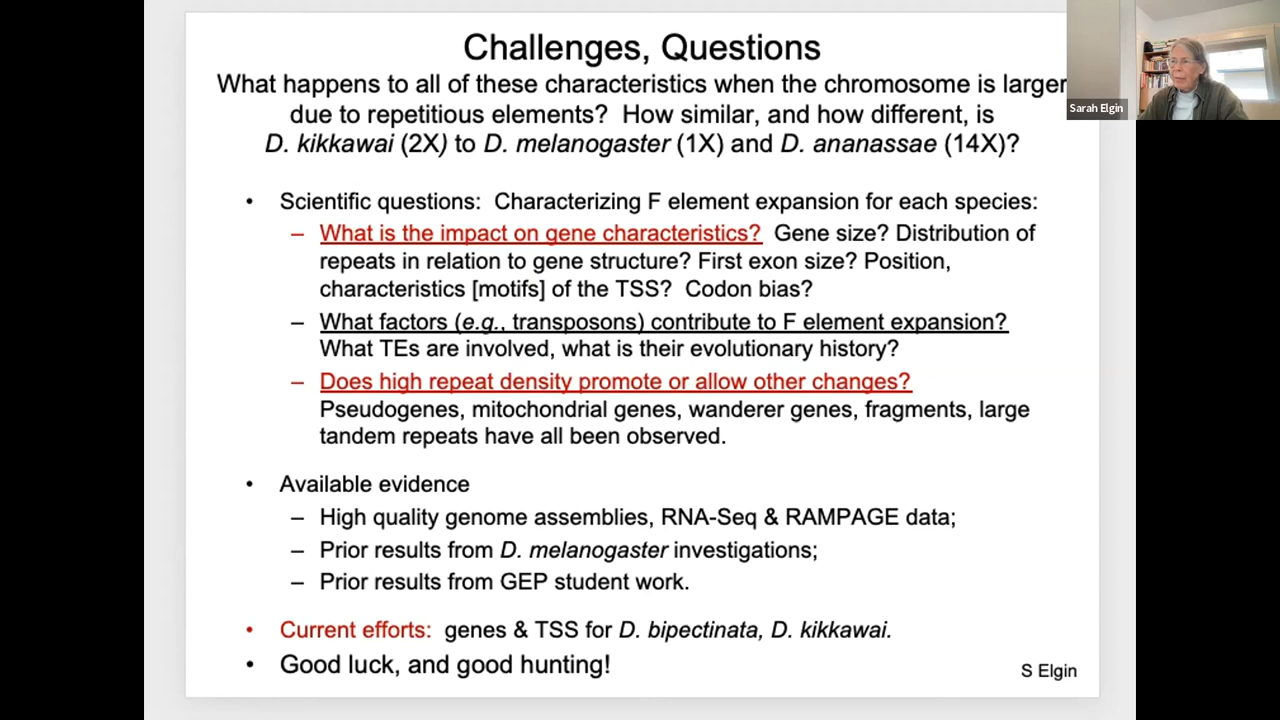 Challenges, Questions
What happens to all of these characteristics when the chromosome is larger
due to repetitious elements? How similar, and how different, is
D. kikkawai (2X) to D. melanogaster (1X) and D. ananassae (14X)?
Sarah Elgin
• Scientific questions: Characterizing F element expansion for each species:
– What is the impact on gene characteristics? Gene size? Distribution of
repeats in relation to gene structure? First exon size? Position,
characteristics [motifs] of the TSS? Codon bias?
– What factors (e.g., transposons) contribute to F element expansion?
What TEs are involved, what is their evolutionary history?
– Does high repeat density promote or allow other changes?
Pseudogenes, mitochondrial genes, wanderer genes, fragments, large
tandem repeats have all been observed.
• Available evidence
– High quality genome assemblies, RNA-Seq & RAMPAGE data;
– Prior results from D. melanogaster investigations;
– Prior results from GEP student work.
• Current efforts: genes & TSS for D. bipectinata, D. kikkawai.
• Good luck, and good hunting!
S Elgin